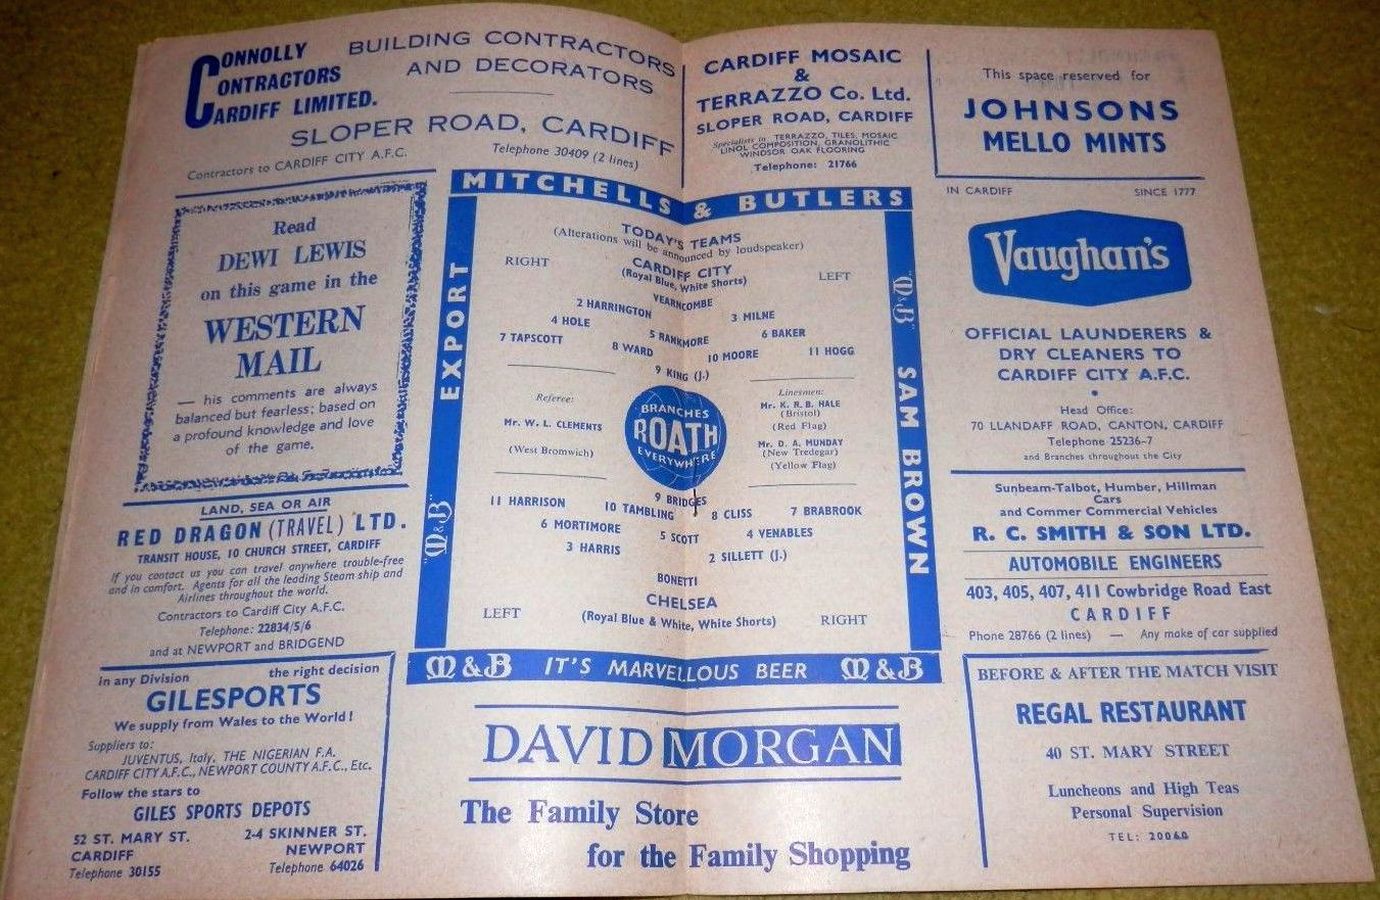 CONNOLLY
CONTRACTORS
CARDIFF LIMITED.
BUILDING CONTRACTORS
AND DECORATORS
SLOPER ROAD, CARDIFF
Contractors to CARDIFF CITY A.F.C.
Telephone 30409 (2 lines)
CARDIFF MOSAIC
&
TERRAZZO Co. Ltd.
SLOPER ROAD, CARDIFF
Specialists in TERRAZZO, TILES, MOSAIC
LINOL COMPOSITION, GRANOLITHIC
WINDSOR OAK FLOORING
Telephone: 21766
This space reserved for
JOHNSONS
MELLO MINTS
Read
DEWI LEWIS
on this game in the
WESTERN
MAIL
— his comments are always
balanced but fearless; based on
a profound knowledge and love
of the game.
LAND, SEA OR AIR
RED DRAGON (TRAVEL) LTD.
TRANSIT HOUSE, 10 CHURCH STREET, CARDIFF
If you contact us you can travel anywhere trouble-free
and in comfort. Agents for all the leading Steam ship and
Airlines throughout the world.
Contractors to Cardiff City A.F.C.
Telephone: 22834/5/6
and at NEWPORT and BRIDGEND
In any Division the right decision
GILESPORTS
We supply from Wales to the World!
Suppliers to:
JUVENTUS, Italy, THE NIGERIAN F.A.
CARDIFF CITY A.F.C., NEWPORT COUNTY A.F.C., Etc.
Follow the stars to
GILES SPORTS DEPOTS
52 ST. MARY ST. 2-4 SKINNER ST.
CARDIFF NEWPORT
Telephone 30155 Telephone 64026
MITCHELLS & BUTLERS
EXPORT
"M&B"
"M&B"
SAM BROWN
TODAY'S TEAMS
(Alterations will be announced by loudspeaker)
RIGHT CARDIFF CITY LEFT
(Royal Blue, White Shorts)
VEARNCOMBE
2 HARRINGTON 3 MILNE
4 HOLE 5 RANKMORE 6 BAKER
7 TAPSCOTT 8 WARD 10 MOORE 11 HOGG
9 KING (J.)
Referee:
Mr. W. L. CLEMENTS
(West Bromwich)
BRANCHES
ROATH
EVERYWHERE
Linesmen:
Mr. K. R. B. HALE
(Bristol)
(Red Flag)
Mr. D. A. MUNDAY
(New Tredegar)
(Yellow Flag)
9 BRIDGES
11 HARRISON 10 TAMBLING 8 CLISS 7 BRABROOK
6 MORTIMORE 5 SCOTT 4 VENABLES
3 HARRIS 2 SILLETT (J.)
BONETTI
LEFT CHELSEA RIGHT
(Royal Blue & White, White Shorts)
M&B IT'S MARVELLOUS BEER M&B
DAVID MORGAN
The Family Store
for the Family Shopping
IN CARDIFF SINCE 1777
Vaughan's
OFFICIAL LAUNDERERS &
DRY CLEANERS TO
CARDIFF CITY A.F.C.
Head Office:
70 LLANDAFF ROAD, CANTON, CARDIFF
Telephone 25236-7
and Branches throughout the City
Sunbeam-Talbot, Humber, Hillman
Cars
and Commer Commercial Vehicles
R. C. SMITH & SON LTD.
AUTOMOBILE ENGINEERS
403, 405, 407, 411 Cowbridge Road East
CARDIFF
Phone 28766 (2 lines) — Any make of car supplied
BEFORE & AFTER THE MATCH VISIT
REGAL RESTAURANT
40 ST. MARY STREET
Luncheons and High Teas
Personal Supervision
TEL: 20060